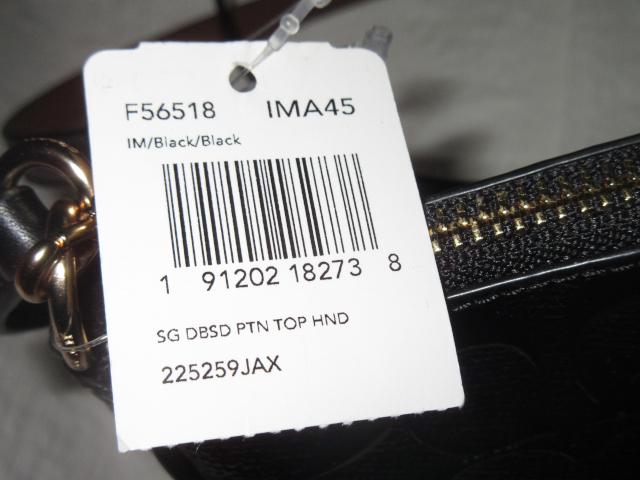 F56518 IMA45
IM/Black/Black
1 91202 18273 8
SG DBSD PTN TOP HND
225259JAX